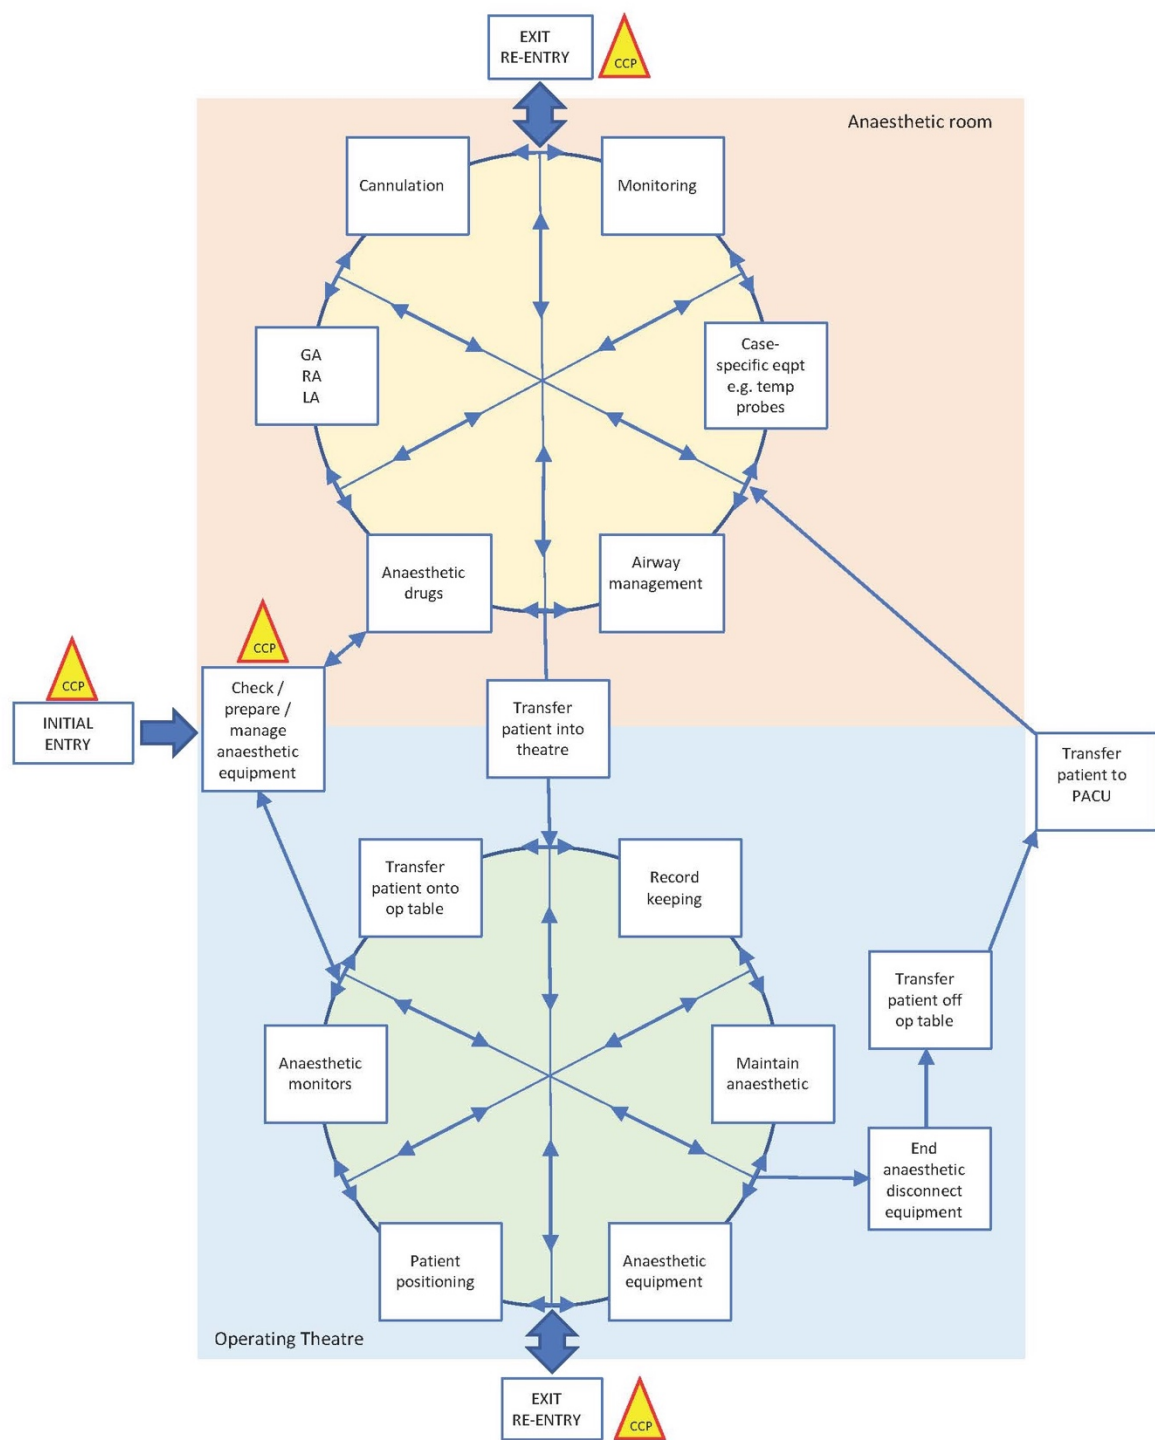 EXIT
RE-ENTRY
CCP
Anaesthetic room
Cannulation
Monitoring
GA
RA
LA
Case-
specific eqpt
e.g. temp
probes
Anaesthetic
drugs
Airway
management
CCP
CCP
INITIAL
ENTRY
Check /
prepare /
manage
anaesthetic
equipment
Transfer
patient into
theatre
Transfer
patient to
PACU
Transfer
patient onto
op table
Record
keeping
Transfer
patient off
op table
Anaesthetic
monitors
Maintain
anaesthetic
End
anaesthetic
disconnect
equipment
Patient
positioning
Anaesthetic
equipment
Operating Theatre
EXIT
RE-ENTRY
CCP